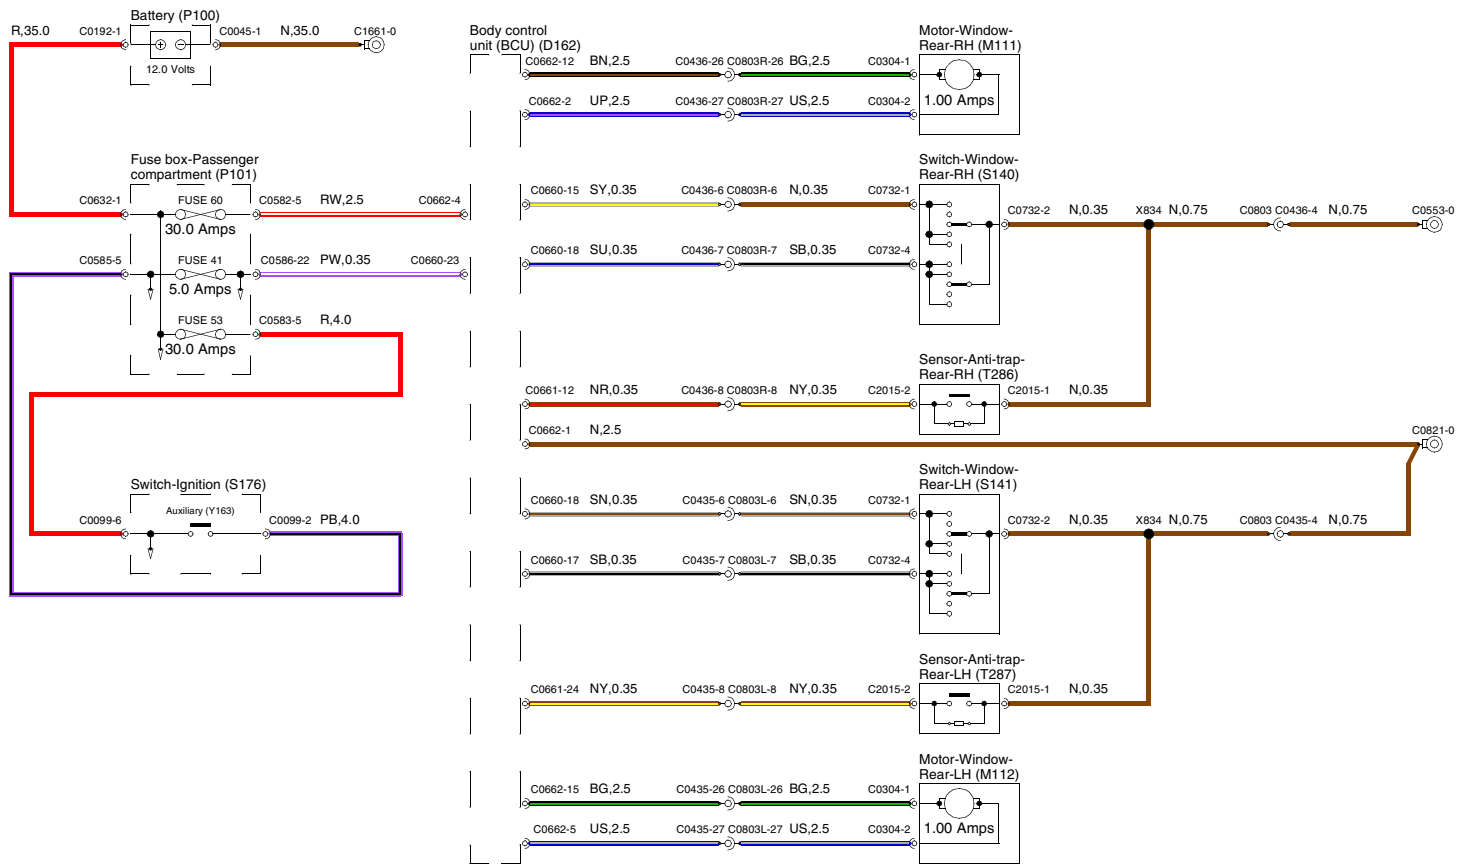 Battery (P100)
R,35.0 C0192-1 C0045-1 N,35.0 C1661-0
12.0 Volts
Fuse box-Passenger
compartment (P101)
C0632-1 FUSE 60 C0582-5 RW,2.5 C0662-4
30.0 Amps
C0585-5 FUSE 41 C0586-22 PW,0.35 C0660-23
5.0 Amps
FUSE 53 C0583-5 R,4.0
30.0 Amps
Switch-Ignition (S176)
Auxiliary (Y163)
C0099-6 C0099-2 PB,4.0
Body control
unit (BCU) (D162)
Motor-Window-
Rear-RH (M111)
C0662-12 BN,2.5 C0436-26 C0803R-26 BG,2.5 C0304-1
1.00 Amps
C0662-2 UP,2.5 C0436-27 C0803R-27 US,2.5 C0304-2
Switch-Window-
Rear-RH (S140)
C0660-15 SY,0.35 C0436-6 C0803R-6 N,0.35 C0732-1
C0732-2 N,0.35 X834 N,0.75 C0803 C0436-4 N,0.75 C0553-0
C0660-18 SU,0.35 C0436-7 C0803R-7 SB,0.35 C0732-4
Sensor-Anti-trap-
Rear-RH (T286)
C0661-12 NR,0.35 C0436-8 C0803R-8 NY,0.35 C2015-2 C2015-1 N,0.35
C0662-1 N,2.5 C0821-0
Switch-Window-
Rear-LH (S141)
C0660-18 SN,0.35 C0435-6 C0803L-6 SN,0.35 C0732-1
C0732-2 N,0.35 X834 N,0.75 C0803 C0435-4 N,0.75
C0660-17 SB,0.35 C0435-7 C0803L-7 SB,0.35 C0732-4
Sensor-Anti-trap-
Rear-LH (T287)
C0661-24 NY,0.35 C0435-8 C0803L-8 NY,0.35 C2015-2 C2015-1 N,0.35
Motor-Window-
Rear-LH (M112)
C0662-15 BG,2.5 C0435-26 C0803L-26 BG,2.5 C0304-1
1.00 Amps
C0662-5 US,2.5 C0435-27 C0803L-27 US,2.5 C0304-2